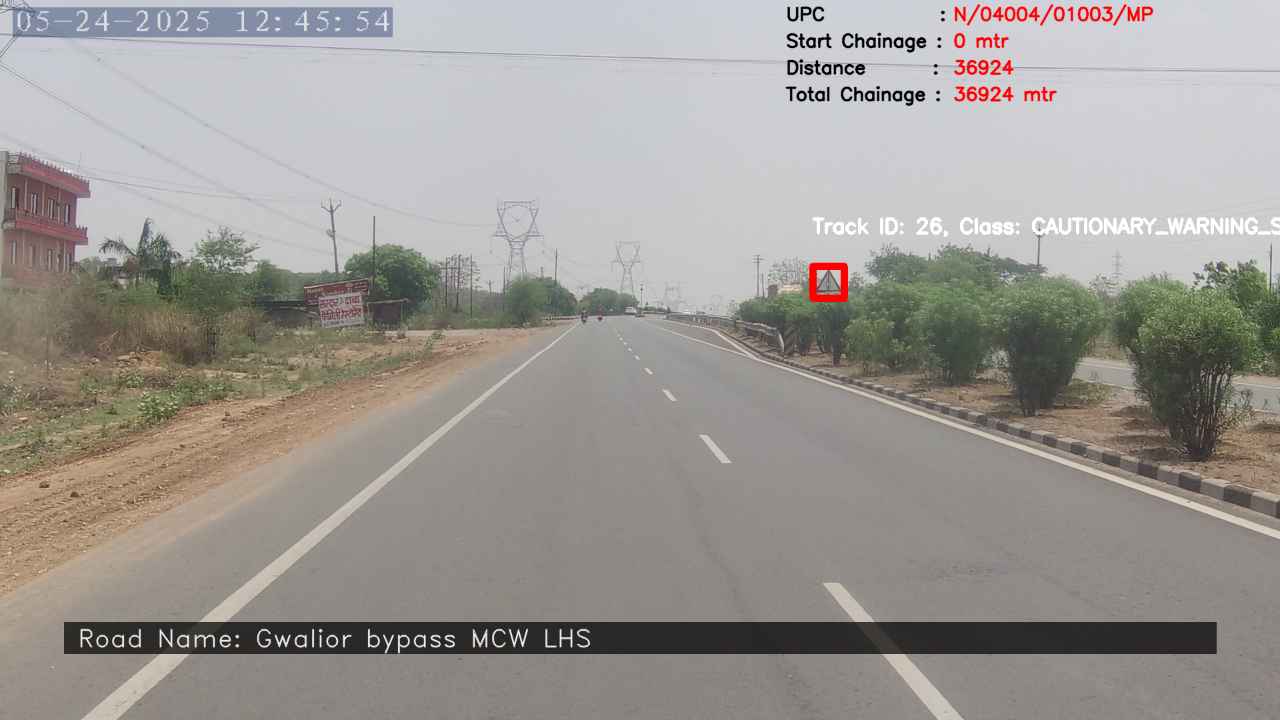 05-24-2025 12:45:54
UPC : N/04004/01003/MP
Start Chainage : 0 mtr
Distance : 36924
Total Chainage : 36924 mtr
Track ID: 26, Class: CAUTIONARY_WARNING_S
Road Name: Gwalior bypass MCW LHS